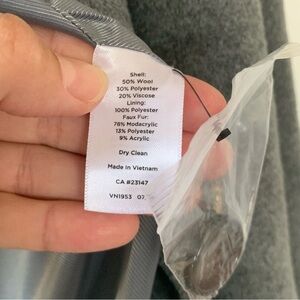 Shell:
50% Wool
30% Polyester
20% Viscose
Lining:
100% Polyester
Faux Fur:
78% Modacrylic
13% Polyester
9% Acrylic
Dry Clean
Made in Vietnam
CA #23147
VN1953 07